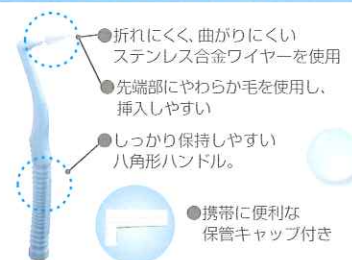 ●折れにくく、曲がりにくい
ステンレス合金ワイヤーを使用
●先端部にやわらか毛を使用し、
挿入しやすい
●しっかり保持しやすい
八角形ハンドル。
●携帯に便利な
保管キャップ付き